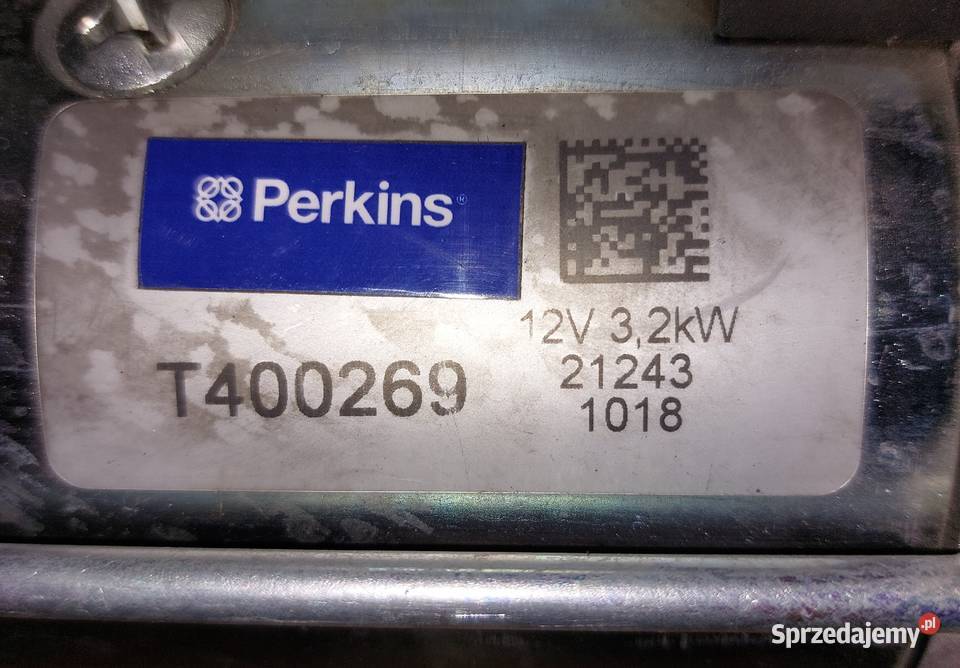 Perkins®
12V 3,2kW
T400269
21243
1018
Sprzedajemy.pl